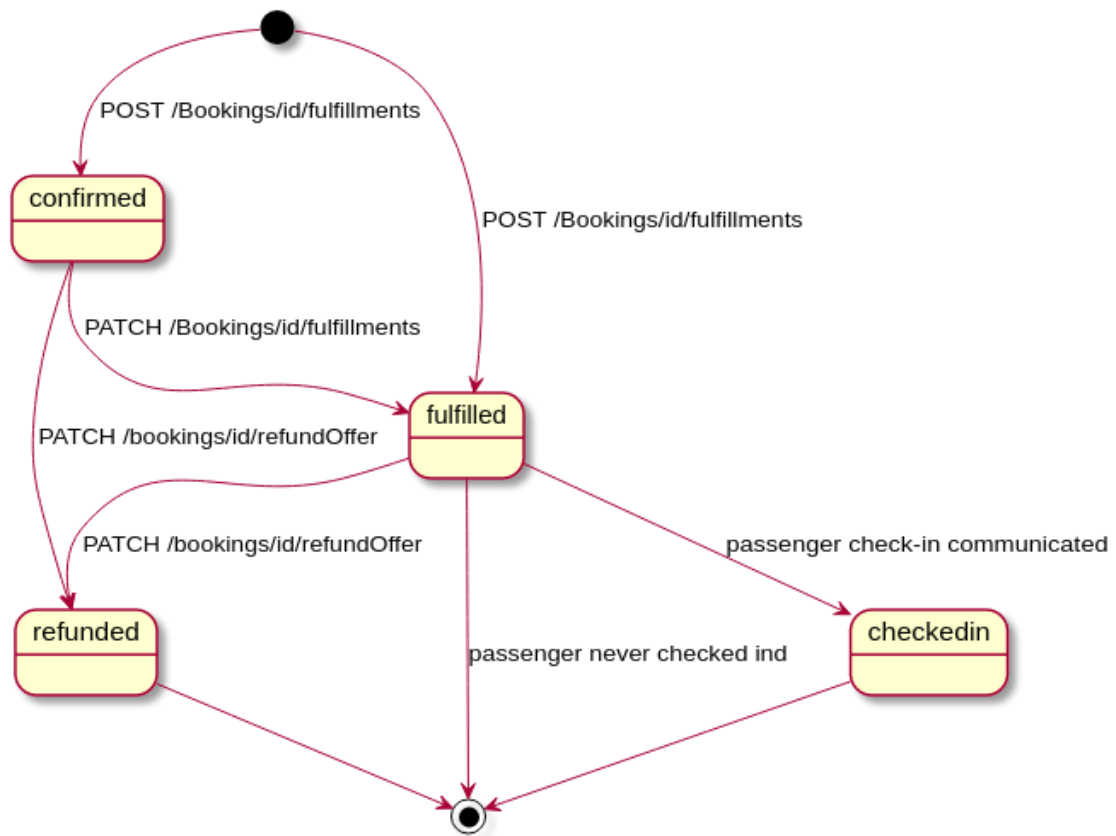 POST /Bookings/id/fulfillments
confirmed
POST /Bookings/id/fulfillments
PATCH /Bookings/id/fulfillments
fulfilled
PATCH /bookings/id/refundOffer
PATCH /bookings/id/refundOffer
passenger check-in communicated
refunded
checkedin
passenger never checked ind